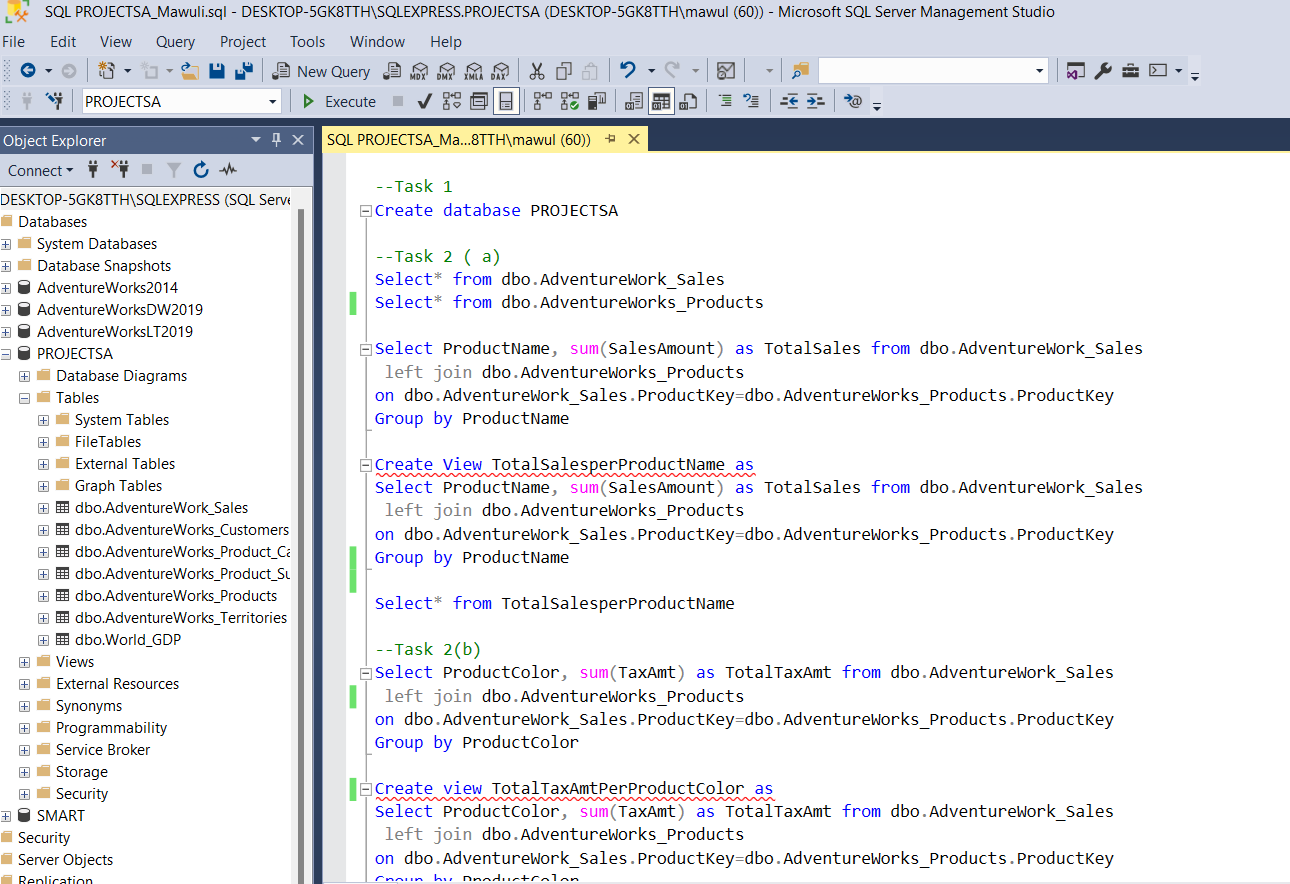 SQL PROJECTSA_Mawuli.sql - DESKTOP-5GK8TTH\SQLEXPRESS.PROJECTSA (DESKTOP-5GK8TTH\mawul (60)) - Microsoft SQL Server Management Studio
File Edit View Query Project Tools Window Help
New Query MDX DMX XMLA DAX
PROJECTSA Execute
Object Explorer
Connect
DESKTOP-5GK8TTH\SQLEXPRESS (SQL Serve
Databases
System Databases
Database Snapshots
AdventureWorks2014
AdventureWorksDW2019
AdventureWorksLT2019
PROJECTSA
Database Diagrams
Tables
System Tables
FileTables
External Tables
Graph Tables
dbo.AdventureWork_Sales
dbo.AdventureWorks_Customers
dbo.AdventureWorks_Product_Ca
dbo.AdventureWorks_Product_Su
dbo.AdventureWorks_Products
dbo.AdventureWorks_Territories
dbo.World_GDP
Views
External Resources
Synonyms
Programmability
Service Broker
Storage
Security
SMART
Security
Server Objects
Replication
SQL PROJECTSA_Ma...8TTH\mawul (60))
--Task 1
Create database PROJECTSA
--Task 2 ( a)
Select* from dbo.AdventureWork_Sales
Select* from dbo.AdventureWorks_Products
Select ProductName, sum(SalesAmount) as TotalSales from dbo.AdventureWork_Sales
left join dbo.AdventureWorks_Products
on dbo.AdventureWork_Sales.ProductKey=dbo.AdventureWorks_Products.ProductKey
Group by ProductName
Create View TotalSalesperProductName as
Select ProductName, sum(SalesAmount) as TotalSales from dbo.AdventureWork_Sales
left join dbo.AdventureWorks_Products
on dbo.AdventureWork_Sales.ProductKey=dbo.AdventureWorks_Products.ProductKey
Group by ProductName
Select* from TotalSalesperProductName
--Task 2(b)
Select ProductColor, sum(TaxAmt) as TotalTaxAmt from dbo.AdventureWork_Sales
left join dbo.AdventureWorks_Products
on dbo.AdventureWork_Sales.ProductKey=dbo.AdventureWorks_Products.ProductKey
Group by ProductColor
Create view TotalTaxAmtPerProductColor as
Select ProductColor, sum(TaxAmt) as TotalTaxAmt from dbo.AdventureWork_Sales
left join dbo.AdventureWorks_Products
on dbo.AdventureWork_Sales.ProductKey=dbo.AdventureWorks_Products.ProductKey
Group by ProductColor